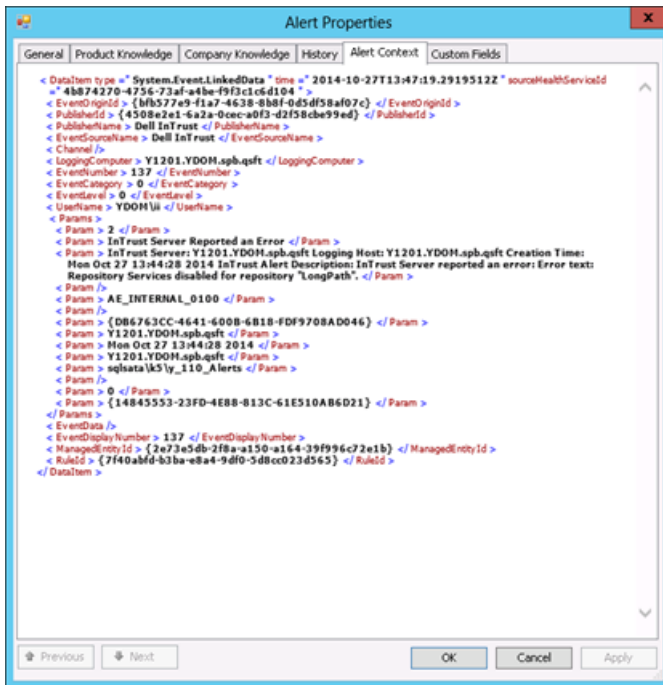 Alert Properties
x
General Product Knowledge Company Knowledge History Alert Context Custom Fields
< DataItem type =" System.Event.LinkedData " time =" 2014-10-27T13:47:19.2919512Z " sourceHealthServiceId
=" 4b874270-4756-73af-a4be-f9f3c1c6d104 " >
< EventOriginId > {bfb577e9-f1a7-4638-8b8f-0d5df58af07c} </ EventOriginId >
< PublisherId > {4508e2e1-6a2a-0cec-a0f3-d2f58cbe99ed} </ PublisherId >
< PublisherName > Dell InTrust </ PublisherName >
< EventSourceName > Dell InTrust </ EventSourceName >
< Channel />
< LoggingComputer > Y1201.YDOM.spb.qsft </ LoggingComputer >
< EventNumber > 137 </ EventNumber >
< EventCategory > 0 </ EventCategory >
< EventLevel > 0 </ EventLevel >
< UserName > YDOM\ii </ UserName >
< Params >
< Param > 2 </ Param >
< Param > InTrust Server Reported an Error </ Param >
< Param > InTrust Server: Y1201.YDOM.spb.qsft Logging Host: Y1201.YDOM.spb.qsft Creation Time:
Mon Oct 27 13:44:28 2014 InTrust Alert Description: InTrust Server reported an error: Error text:
Repository Services disabled for repository "LongPath". </ Param >
< Param />
< Param > AE_INTERNAL_0100 </ Param >
< Param />
< Param > {DB6763CC-4641-6008-6B18-FDF9708AD046} </ Param >
< Param > Y1201.YDOM.spb.qsft </ Param >
< Param > Mon Oct 27 13:44:28 2014 </ Param >
< Param > Y1201.YDOM.spb.qsft </ Param >
< Param > sqlsata\k5\y_110_Alerts </ Param >
< Param />
< Param > 0 </ Param >
< Param > {14845553-23FD-4E88-813C-61E510AB6D21} </ Param >
</ Params >
< EventData />
< EventDisplayNumber > 137 </ EventDisplayNumber >
< ManagedEntityId > {2e73e5db-2f8a-a150-a164-39f996c72e1b} </ ManagedEntityId >
< RuleId > {7f40abfd-b3ba-e8a4-9df0-5d8cc023d565} </ RuleId >
</ DataItem >
Previous Next OK Cancel Apply